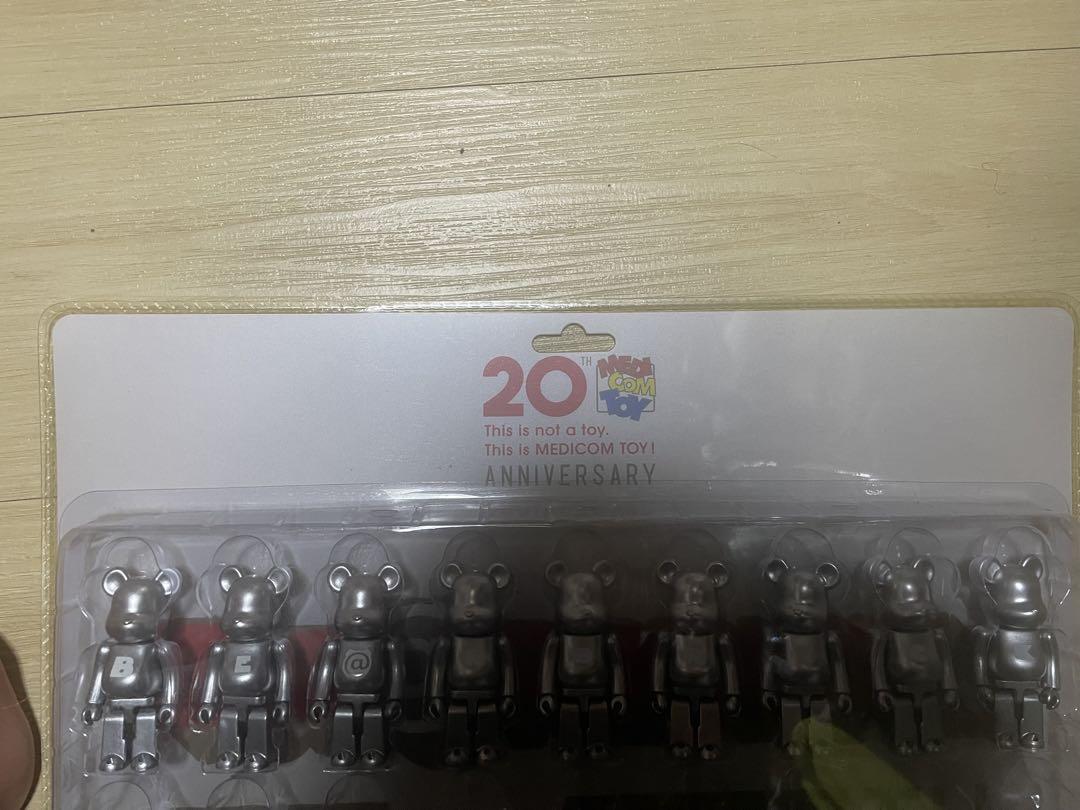 20TH MEDI COM TOY
This is not a toy.
This is MEDICOM TOY!
ANNIVERSARY
B E @